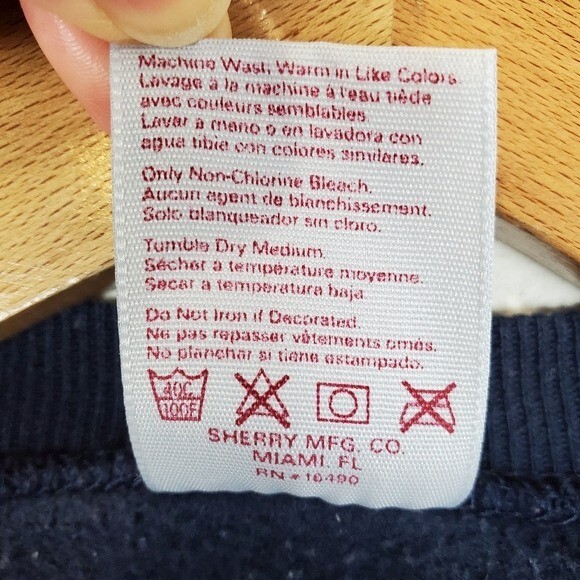 Machine Wash, Warm in Like Colors.
Lavage à la machine à l'eau tiède
avec couleurs semblables.
Lavar a mano o en lavadora con
agua tibie con colores similares.
Only Non-Chlorine Bleach.
Aucun agent de blanchissement.
Solo blanqueador sin cloro.
Tumble Dry Medium.
Sécher à température moyenne.
Secar a temperatura baja.
Do Not Iron if Decorated.
Ne pas repasser vêtements ornés.
No planchar si tiene estampado.
40C
100F
SHERRY MFG. CO.
MIAMI, FL
RN # 16490